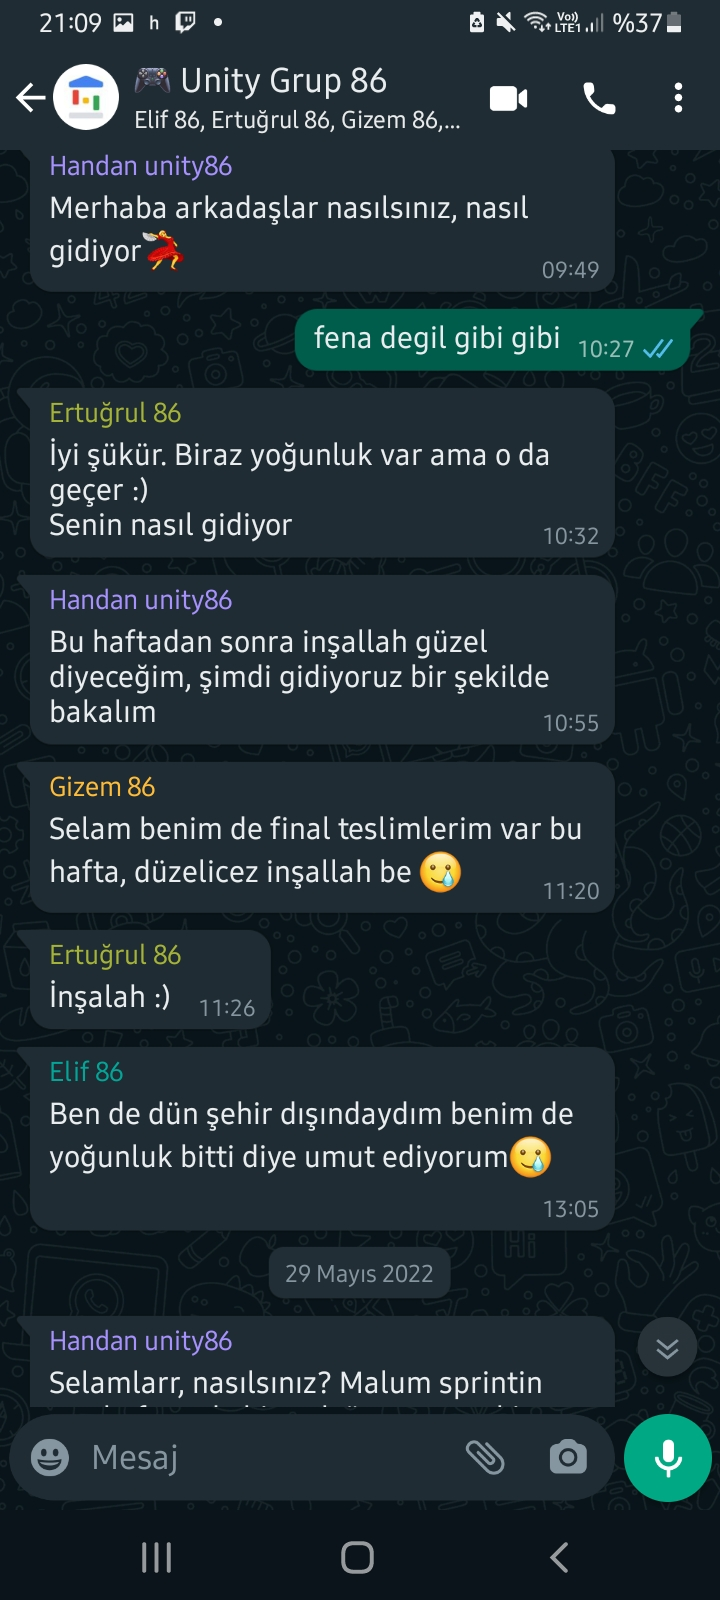 21:09 h %37
Vo))
LTE1
Unity Grup 86
Elif 86, Ertuğrul 86, Gizem 86,...
Handan unity86
Merhaba arkadaşlar nasılsınız, nasıl
gidiyor💃
09:49
fena degil gibi gibi 10:27
Ertuğrul 86
İyi şükür. Biraz yoğunluk var ama o da
geçer :)
Senin nasıl gidiyor
10:32
Handan unity86
Bu haftadan sonra inşallah güzel
diyeceğim, şimdi gidiyoruz bir şekilde
bakalım
10:55
Gizem 86
Selam benim de final teslimlerim var bu
hafta, düzelicez inşallah be 🥲
11:20
Ertuğrul 86
İnşalah :) 11:26
Elif 86
Ben de dün şehir dışındaydım benim de
yoğunluk bitti diye umut ediyorum🥲
13:05
29 Mayıs 2022
Handan unity86
Selamlarr, nasılsınız? Malum sprintin
Mesaj